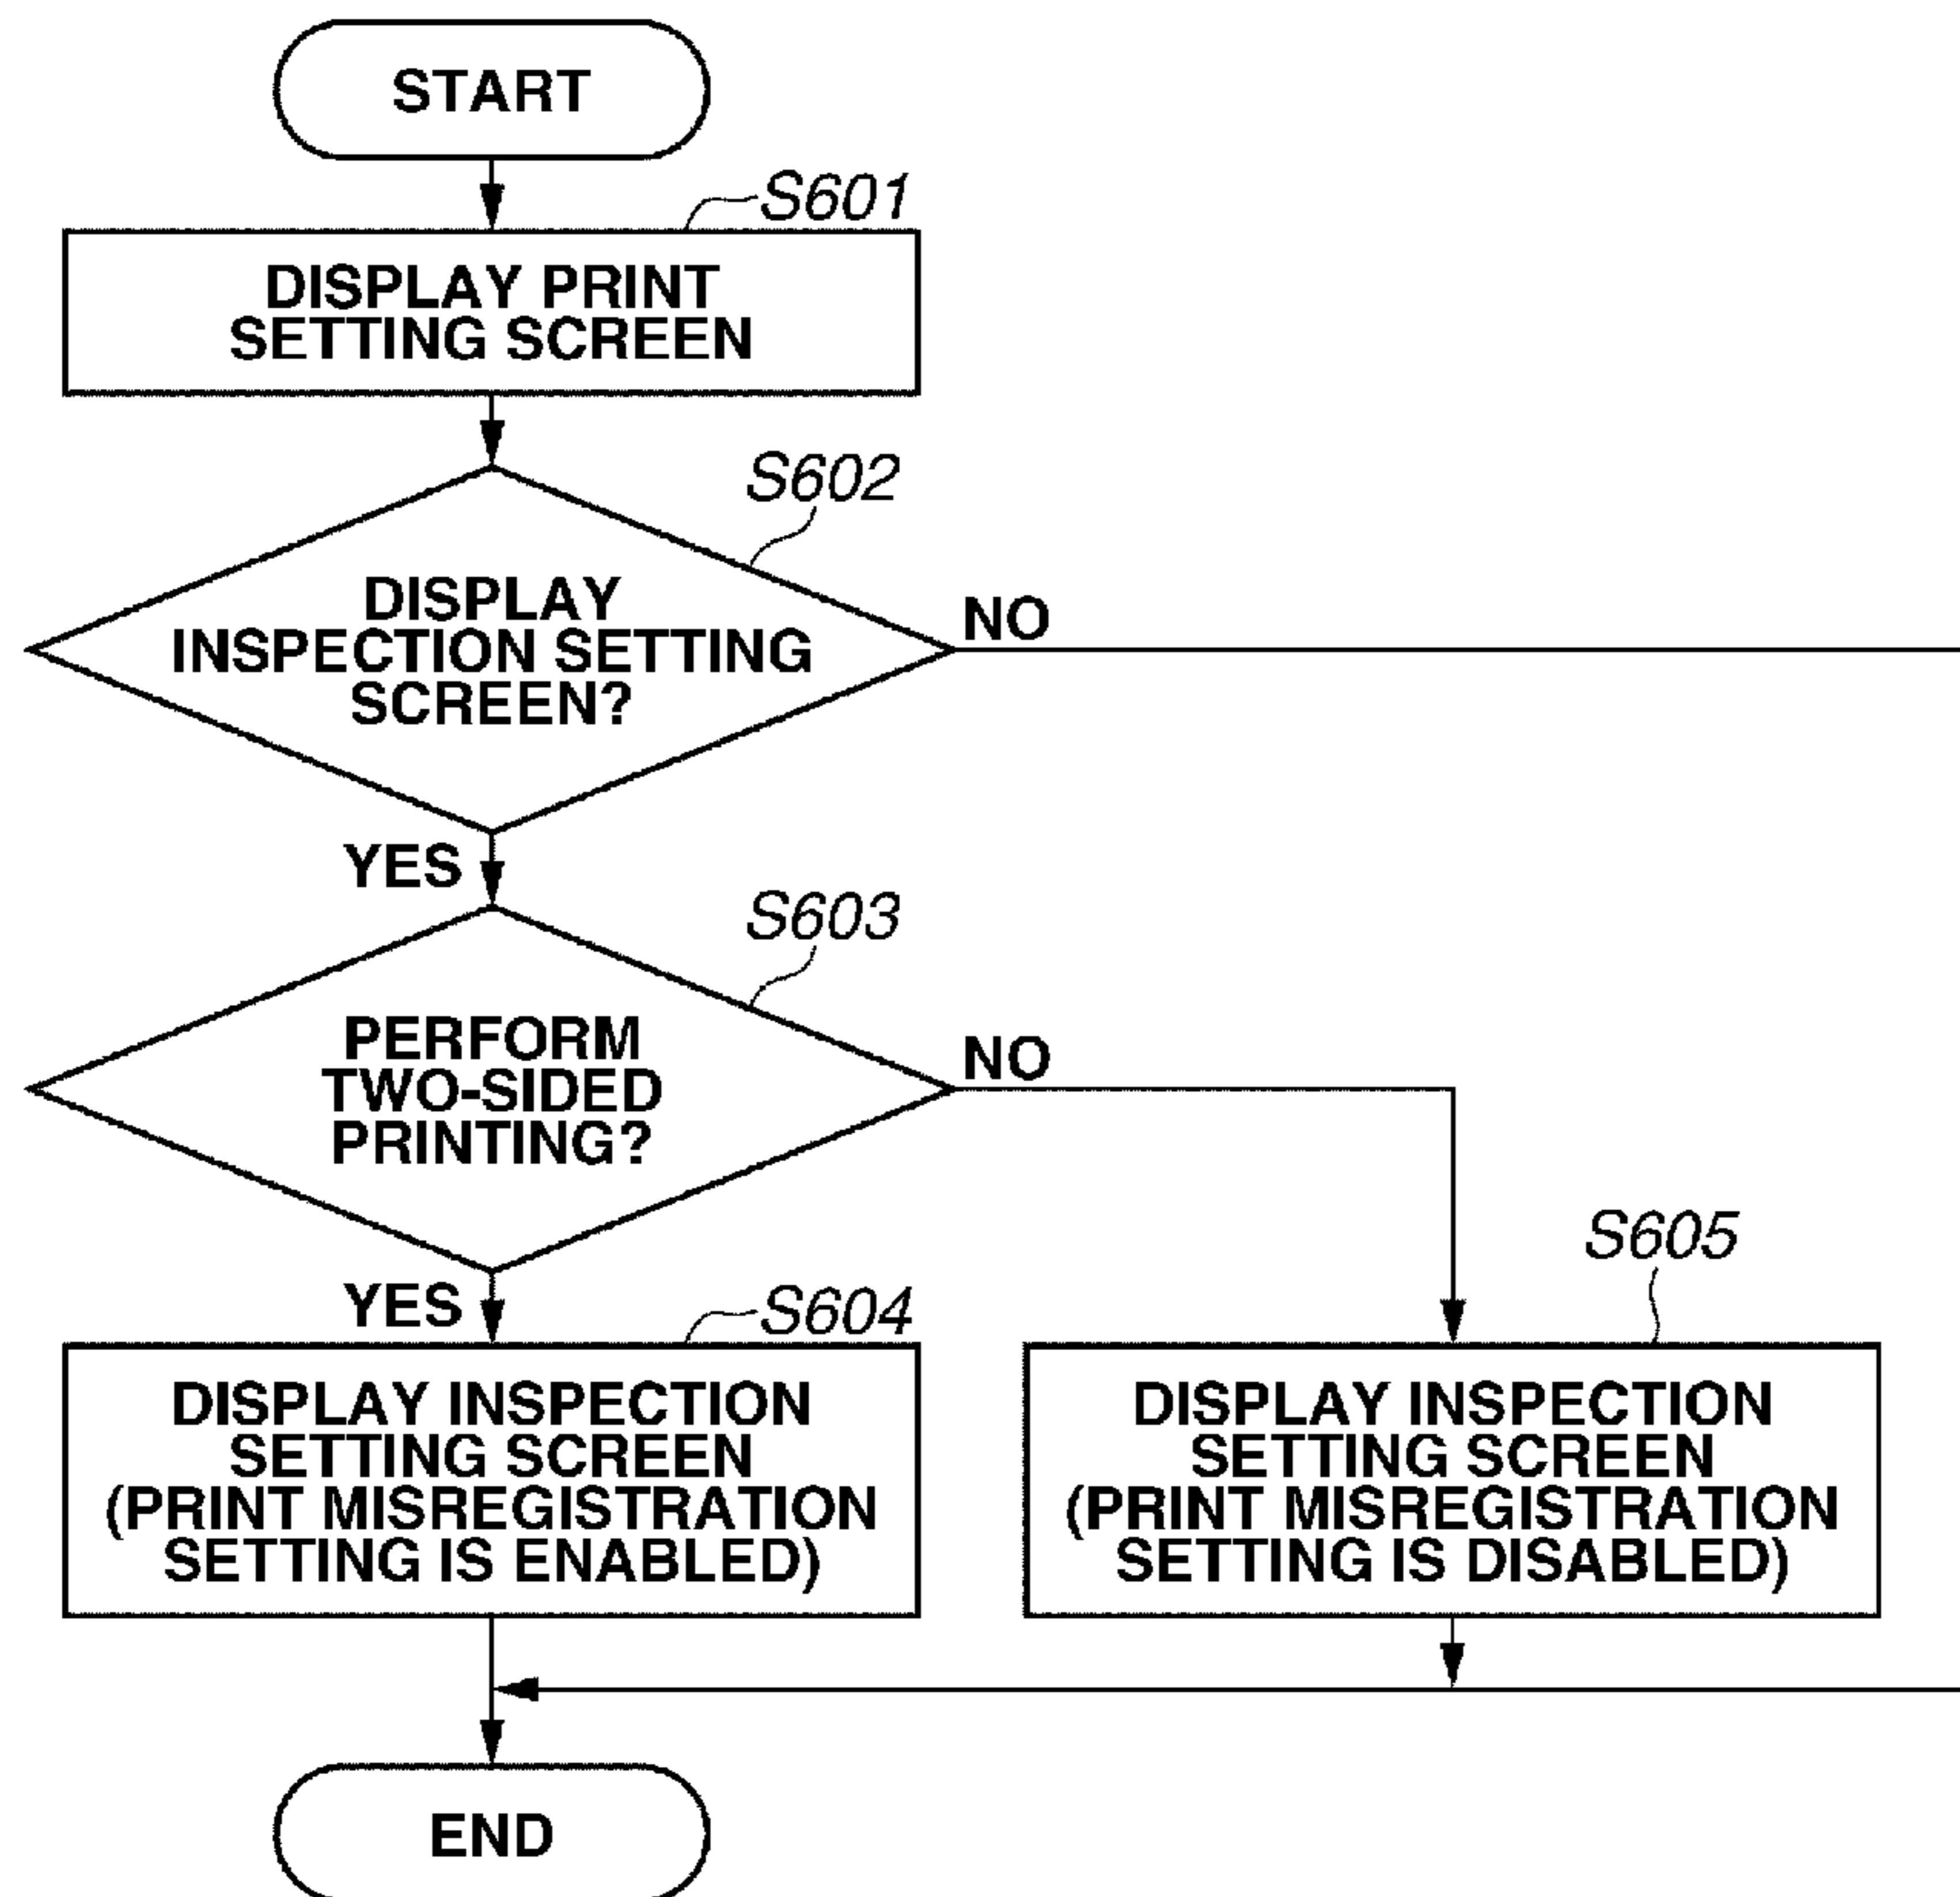 START
S601
DISPLAY PRINT
SETTING SCREEN
S602
DISPLAY
INSPECTION SETTING
SCREEN?
NO
YES
S603
PERFORM
TWO-SIDED
PRINTING?
NO
YES
S604
DISPLAY INSPECTION
SETTING SCREEN
(PRINT MISREGISTRATION
SETTING IS ENABLED)
S605
DISPLAY INSPECTION
SETTING SCREEN
(PRINT MISREGISTRATION
SETTING IS DISABLED)
END